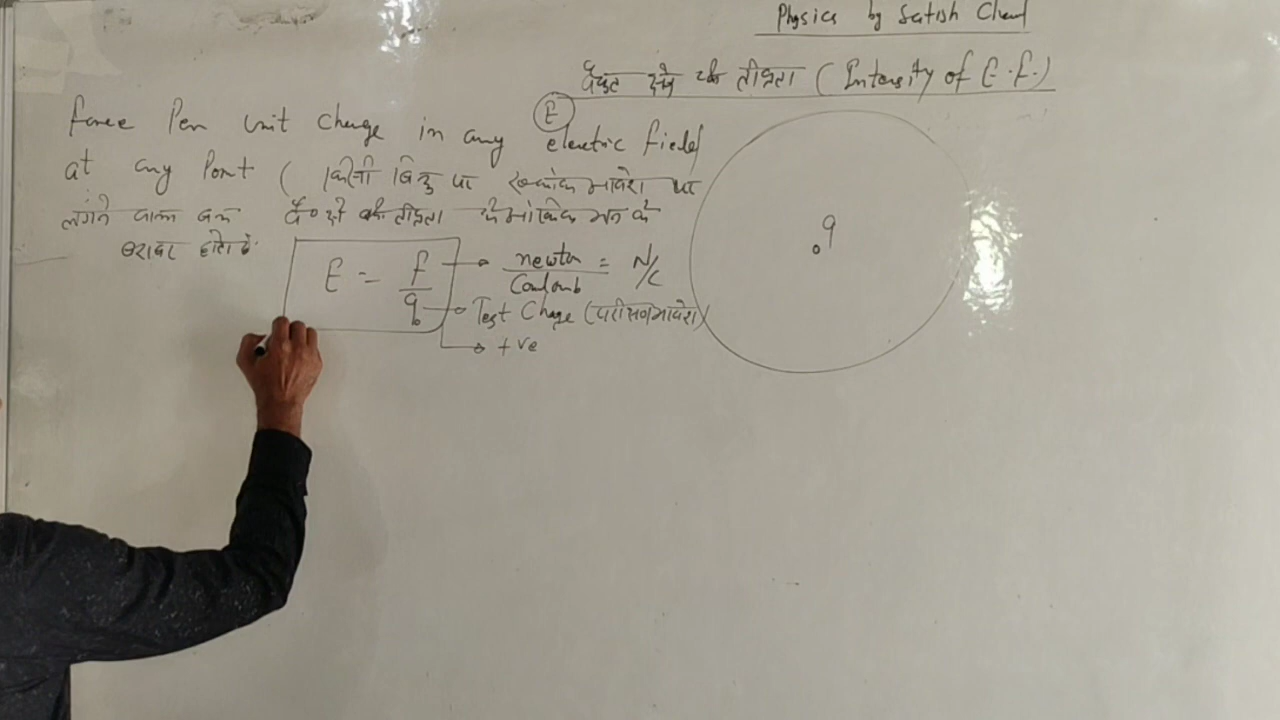 Physics by Satish Chand
वैद्युत क्षेत्र की तीव्रता ( Intensity of E.F.)
E
force Per unit charge in any electric field
at any Point ( किसी बिन्दु पर एकांक आवेश पर
लगने वाला बल वै० क्षे० की तीव्रता के
बराबर होता है
E = F/q₀
newton/Coulomb = N/C
Test Charge (परीक्षण आवेश)
+ve
q